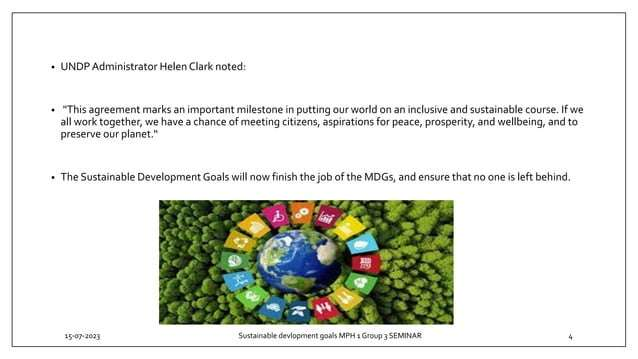 • UNDP Administrator Helen Clark noted:
• "This agreement marks an important milestone in putting our world on an inclusive and sustainable course. If we
all work together, we have a chance of meeting citizens, aspirations for peace, prosperity, and wellbeing, and to
preserve our planet."
• The Sustainable Development Goals will now finish the job of the MDGs, and ensure that no one is left behind.
15-07-2023
Sustainable devlopment goals MPH 1 Group 3 SEMINAR
4